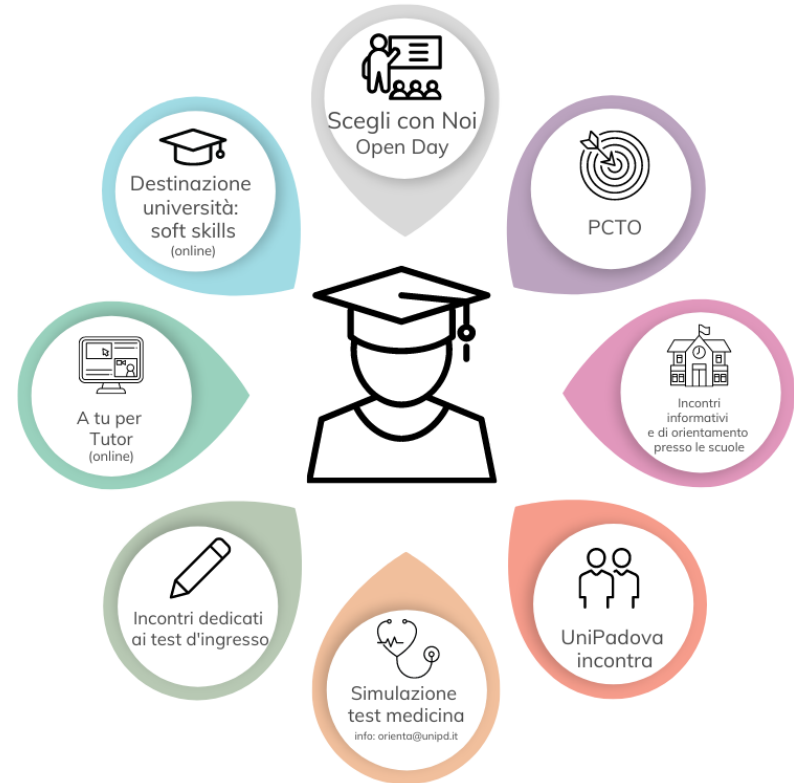 Scegli con Noi
Open Day
PCTO
Incontri
informativi
e di orientamento
presso le scuole
UniPadova
incontra
Simulazione
test medicina
info: orienta@unipd.it
Incontri dedicati
ai test d'ingresso
A tu per
Tutor
(online)
Destinazione
università:
soft skills
(online)